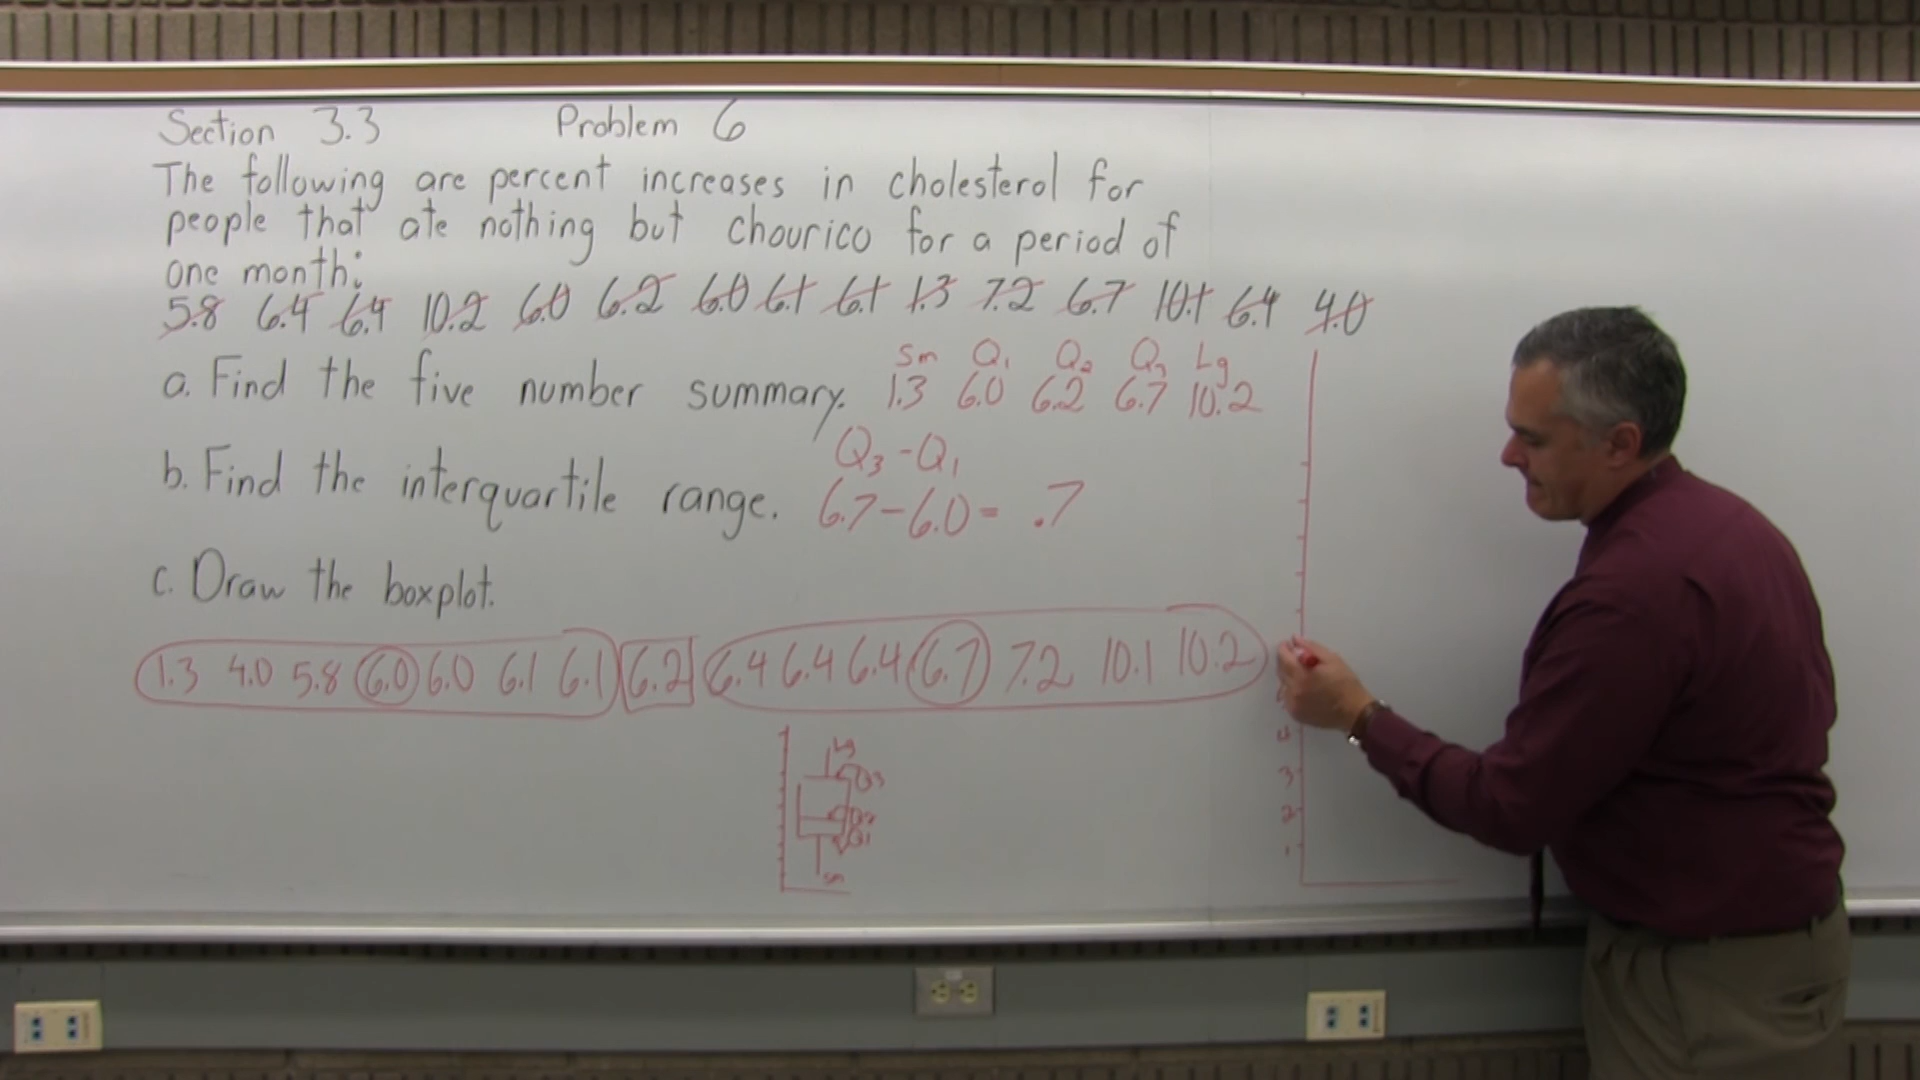 Section 3.3 Problem 6
The following are percent increases in cholesterol for
people that ate nothing but chourico for a period of
one month:
5.8 6.4 6.4 10.2 6.0 6.2 6.0 6.1 6.1 1.3 7.2 6.7 10.1 6.4 4.0
Sm Q₁ Q₂ Q₃ Lg
a. Find the five number summary. 1.3 6.0 6.2 6.7 10.2
Q₃ - Q₁
b. Find the interquartile range. 6.7 - 6.0 = .7
c. Draw the boxplot.
1.3 4.0 5.8 6.0 6.0 6.1 6.1 6.2 6.4 6.4 6.4 6.7 7.2 10.1 10.2
Lg
Q3
Q2
Q1
sm
4
3
2
1